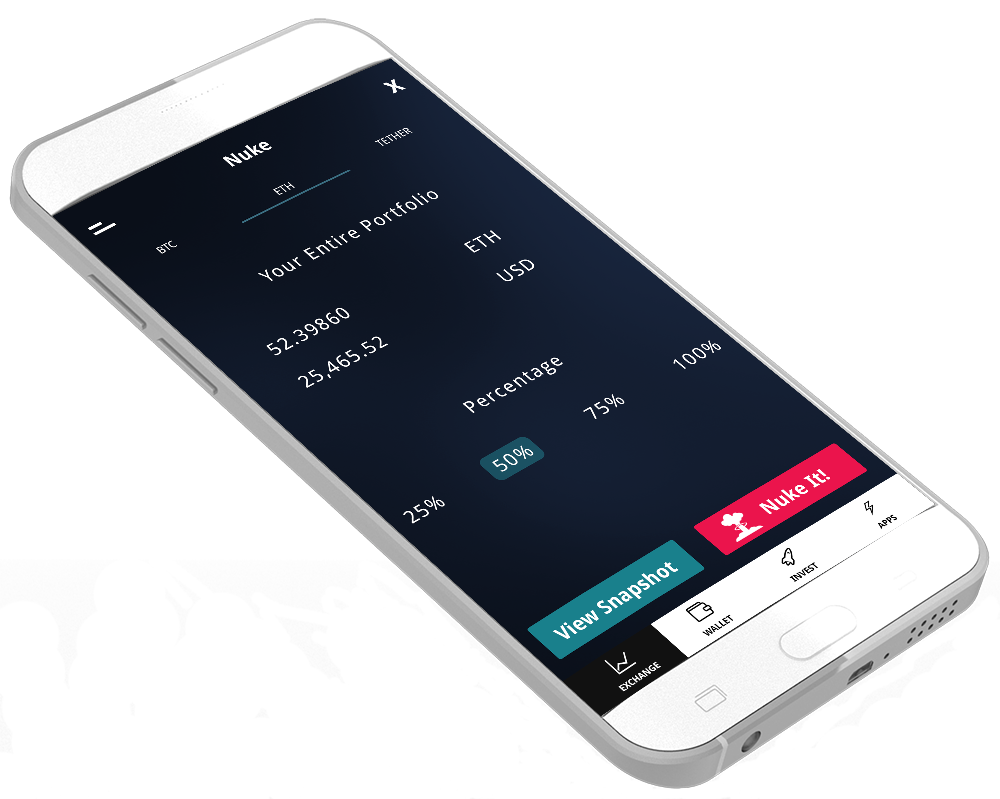 X
Nuke
BTC ETH TETHER
Your Entire Portfolio
52.39860 ETH
25,465.52 USD
Percentage
25% 50% 75% 100%
View Snapshot Nuke It!
EXCHANGE WALLET INVEST APPS